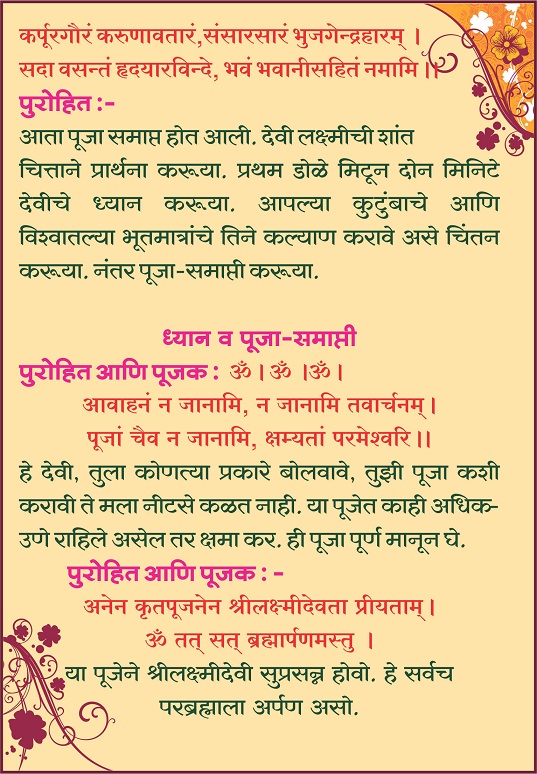 कर्पूरगौरं करुणावतारं,संसारसारं भुजगेन्द्रहारम् ।
सदा वसन्तं हृदयारविन्दे, भवं भवानीसहितं नमामि।।
पुरोहित :-
आता पूजा समाप्त होत आली. देवी लक्ष्मीची शांत
चित्ताने प्रार्थना करूया. प्रथम डोळे मिटून दोन मिनिटे
देवीचे ध्यान करूया. आपल्या कुटुंबाचे आणि
विश्वातल्या भूतमात्रांचे तिने कल्याण करावे असे चिंतन
करूया. नंतर पूजा-समाप्ती करूया.
ध्यान व पूजा-समाप्ती
पुरोहित आणि पूजक : ॐ । ॐ । ॐ ।
आवाहनं न जानामि, न जानामि तवार्चनम् ।
पूजां चैव न जानामि, क्षम्यतां परमेश्वरि ।।
हे देवी, तुला कोणत्या प्रकारे बोलवावे, तुझी पूजा कशी
करावी ते मला नीटसे कळत नाही. या पूजेत काही अधिक-
उणे राहिले असेल तर क्षमा कर. ही पूजा पूर्ण मानून घे.
पुरोहित आणि पूजक : -
अनेन कृतपूजनेन श्रीलक्ष्मीदेवता प्रीयताम् ।
ॐ तत् सत् ब्रह्मार्पणमस्तु ।
या पूजेने श्रीलक्ष्मीदेवी सुप्रसन्न होवो. हे सर्वच
परब्रह्माला अर्पण असो.